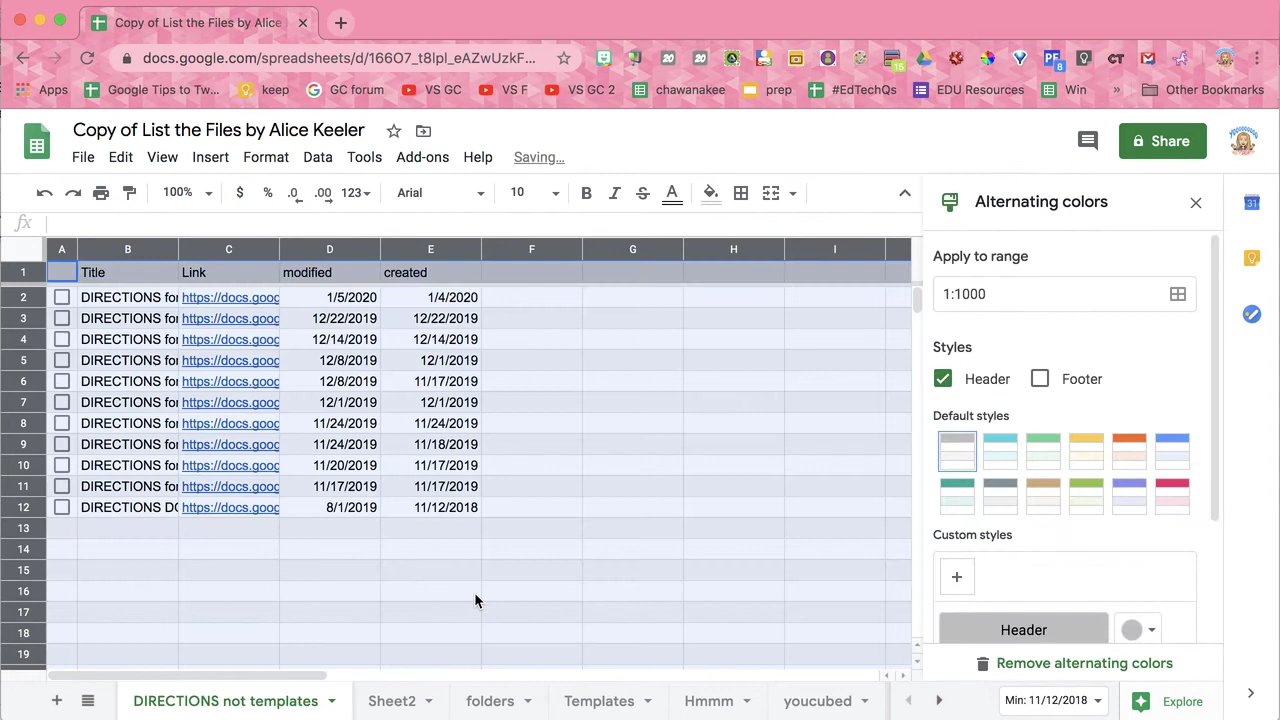 Copy of List the Files by Alice
docs.google.com/spreadsheets/d/166O7_t8lpl_eAZwUzkF...
20 20 15 PF 8 CT
Apps Google Tips to Tw... keep GC forum VS GC VS F VS GC 2 chawanakee prep #EdTechQs EDU Resources Win » Other Bookmarks
Copy of List the Files by Alice Keeler
Share
File Edit View Insert Format Data Tools Add-ons Help Saving...
100% $ % .0 .00 123 Arial 10 B I S A
fx
Alternating colors
31
A B C D E F G H I
1 Title Link modified created
2 DIRECTIONS for https://docs.goog 1/5/2020 1/4/2020
3 DIRECTIONS for https://docs.goog 12/22/2019 12/22/2019
4 DIRECTIONS for https://docs.goog 12/14/2019 12/14/2019
5 DIRECTIONS for https://docs.goog 12/8/2019 12/1/2019
6 DIRECTIONS for https://docs.goog 12/8/2019 11/17/2019
7 DIRECTIONS for https://docs.goog 12/1/2019 12/1/2019
8 DIRECTIONS for https://docs.goog 11/24/2019 11/24/2019
9 DIRECTIONS for https://docs.goog 11/24/2019 11/18/2019
10 DIRECTIONS for https://docs.goog 11/20/2019 11/17/2019
11 DIRECTIONS for https://docs.goog 11/17/2019 11/17/2019
12 DIRECTIONS DO https://docs.goog 8/1/2019 11/12/2018
13
14
15
16
17
18
19
Apply to range
1:1000
Styles
Header Footer
Default styles
Custom styles
+
Header
Remove alternating colors
DIRECTIONS not templates Sheet2 folders Templates Hmmm youcubed Min: 11/12/2018 Explore